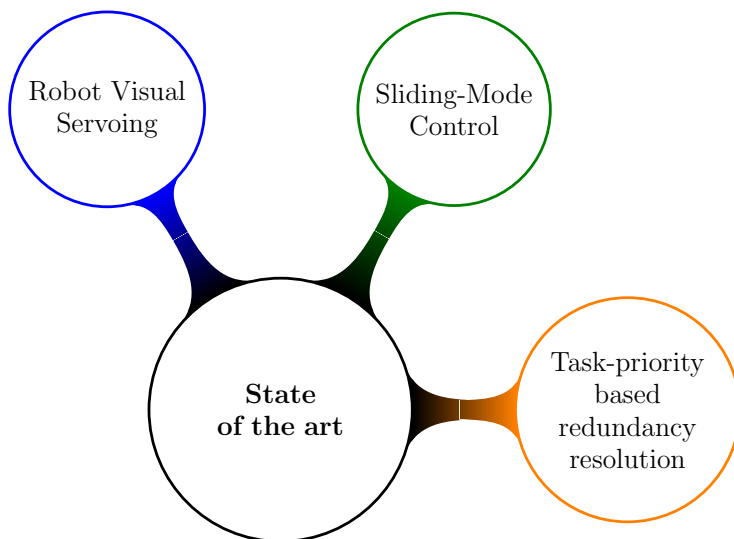 Robot Visual
Servoing
Sliding-Mode
Control
State
of the art
Task-priority
based
redundancy
resolution